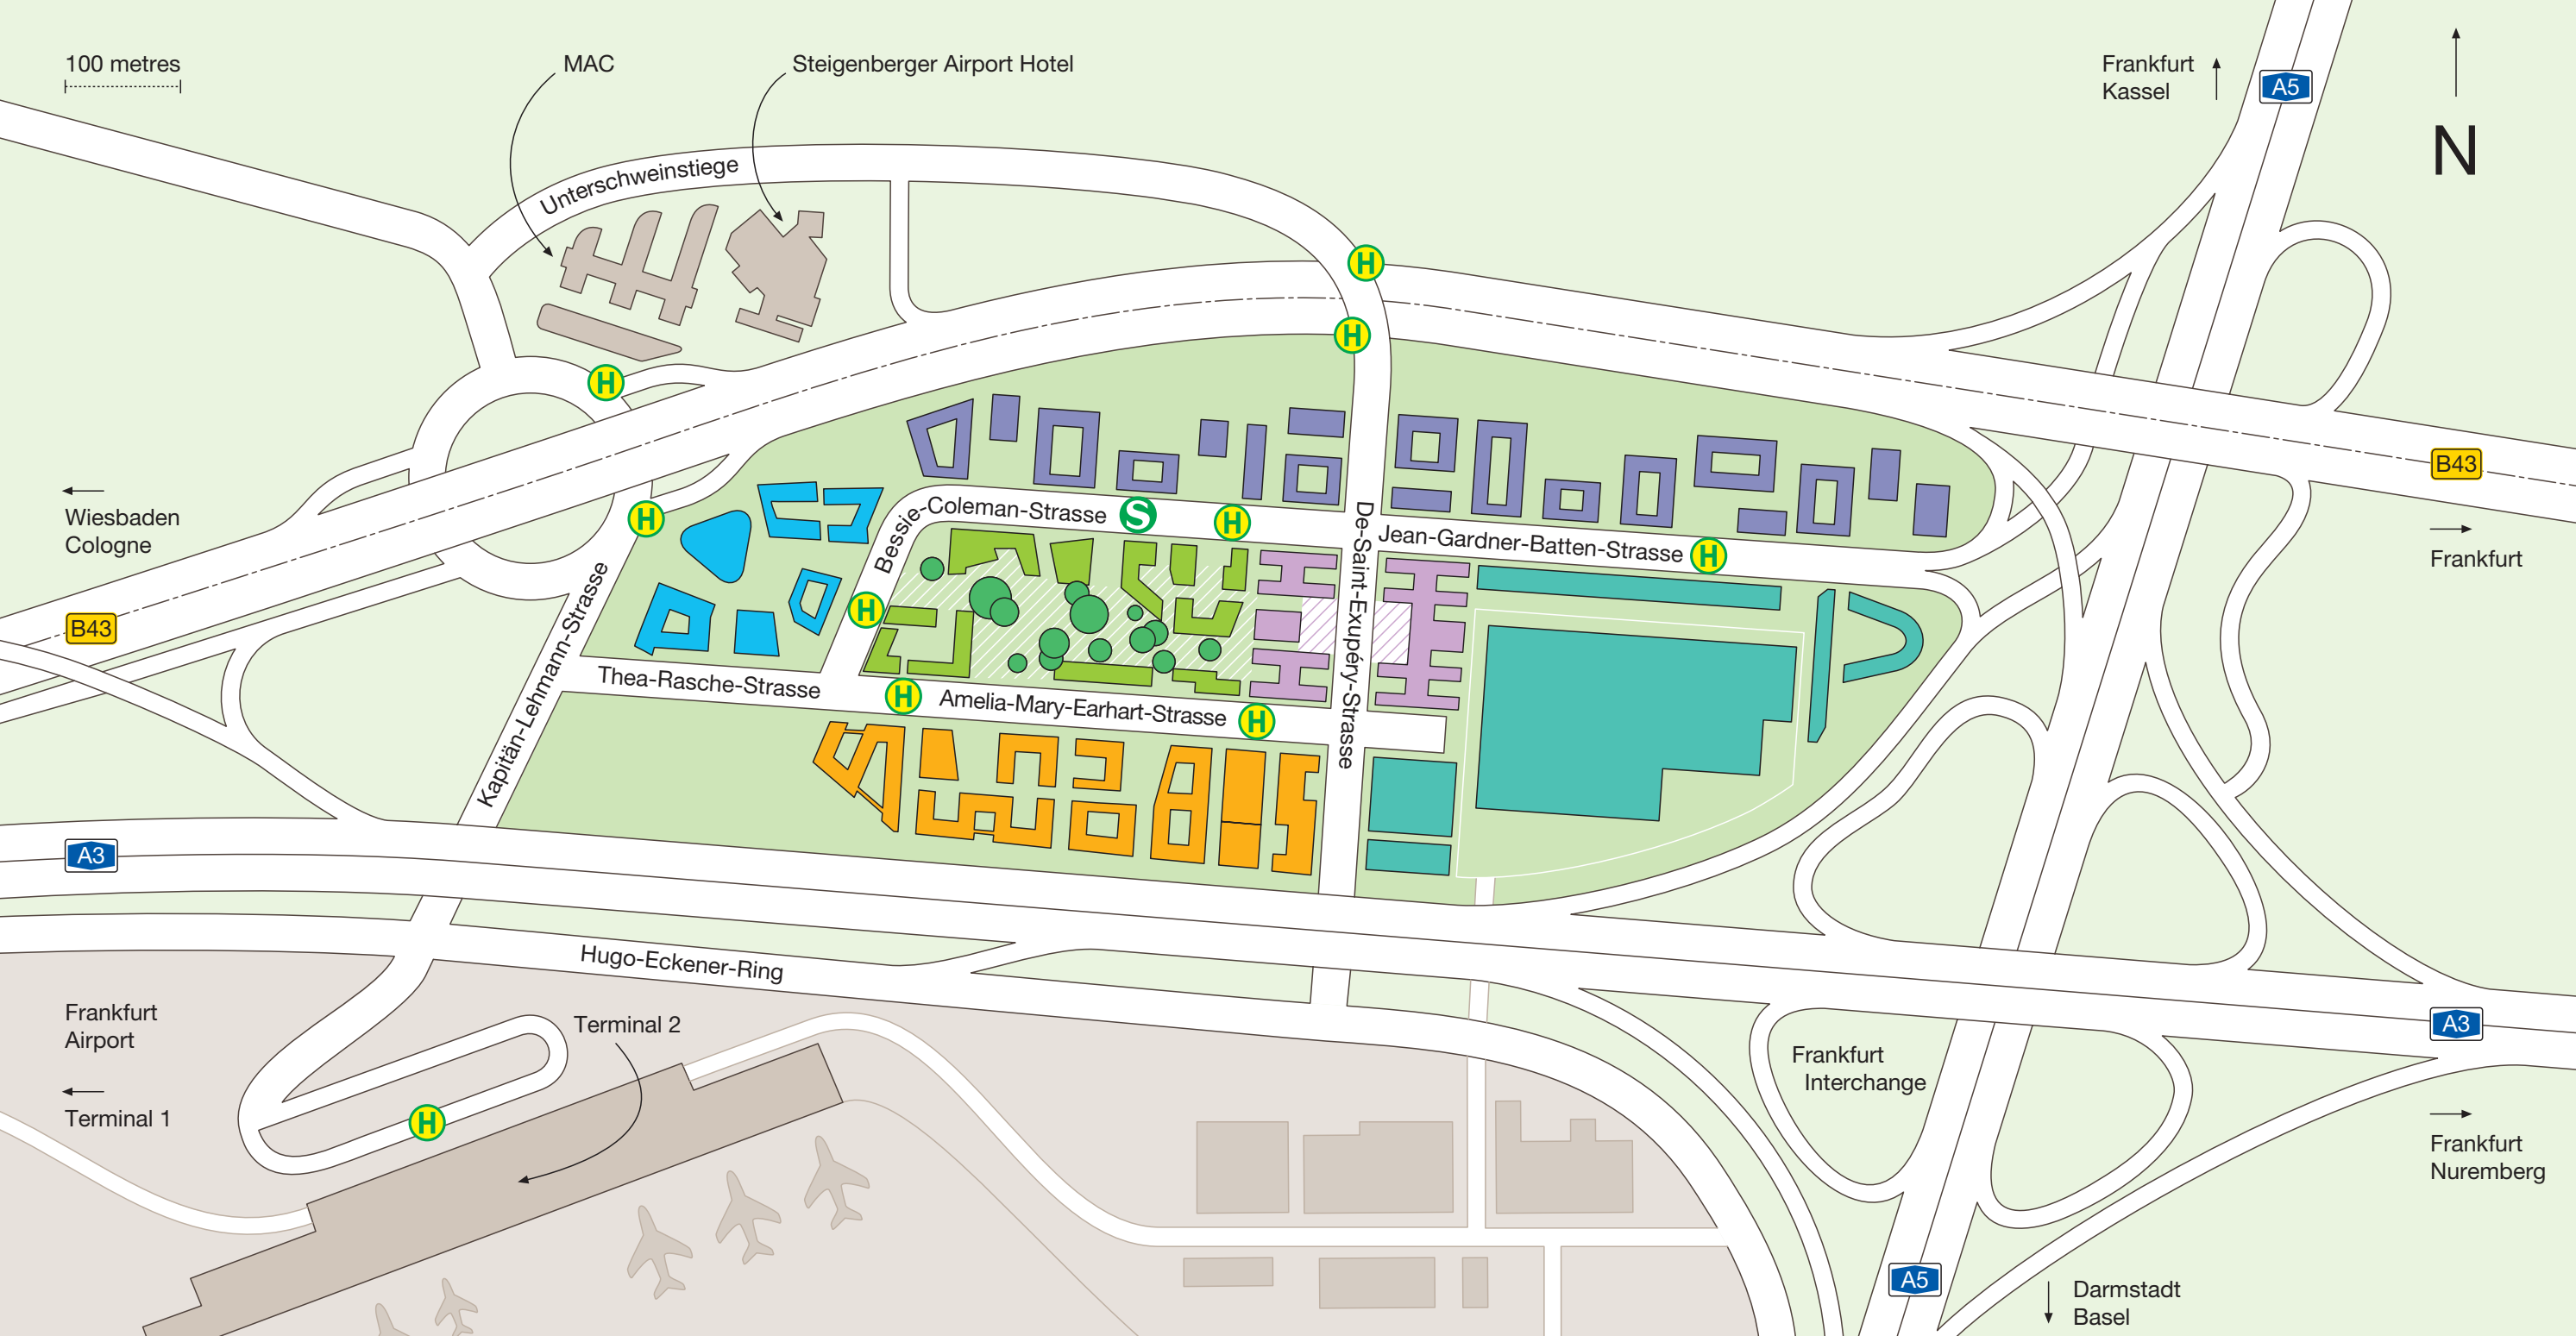 100 metres
MAC
Steigenberger Airport Hotel
Frankfurt
Kassel
A5
N
Unterschweinstiege
H
H
H
B43
Wiesbaden
Cologne
H
Bessie-Coleman-Strasse
S
H
De-Saint-Exupéry-Strasse
Jean-Gardner-Batten-Strasse
H
Frankfurt
B43
Kapitän-Lehmann-Strasse
H
Thea-Rasche-Strasse
H
Amelia-Mary-Earhart-Strasse
H
A3
Hugo-Eckener-Ring
Frankfurt
Airport
Terminal 2
A3
Frankfurt
Interchange
Terminal 1
H
Frankfurt
Nuremberg
A5
Darmstadt
Basel